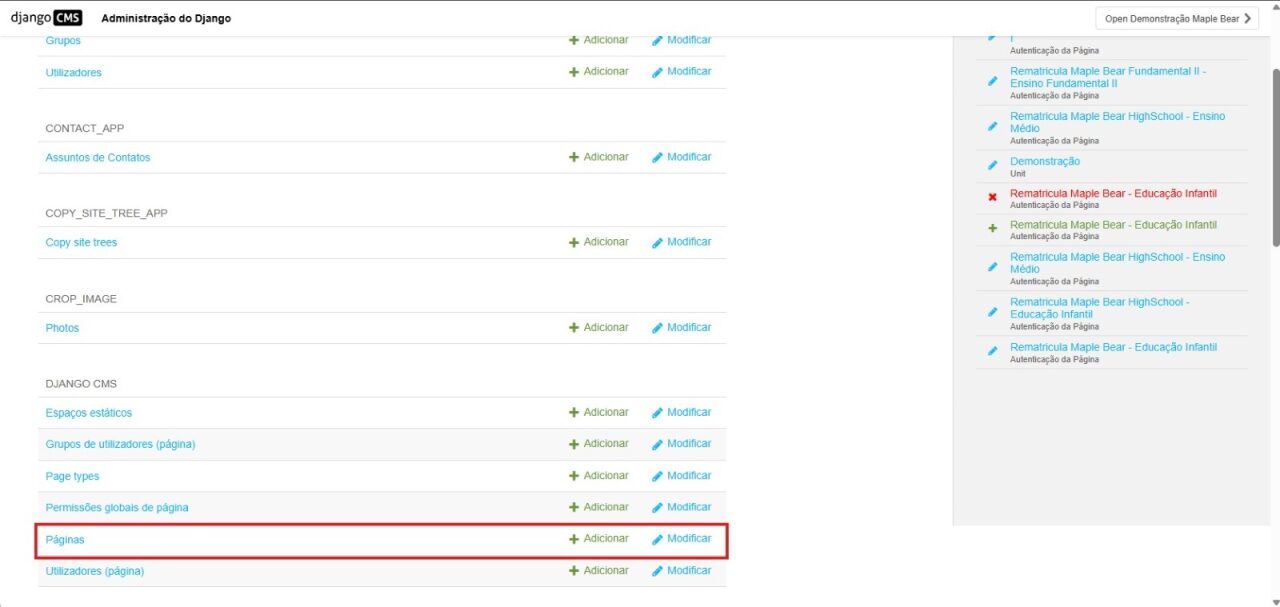 django CMS Administração do Django Open Demonstração Maple Bear
Grupos Adicionar Modificar
Utilizadores Adicionar Modificar
CONTACT_APP
Assuntos de Contatos Adicionar Modificar
COPY_SITE_TREE_APP
Copy site trees Adicionar Modificar
CROP_IMAGE
Photos Adicionar Modificar
DJANGO CMS
Espaços estáticos Adicionar Modificar
Grupos de utilizadores (página) Adicionar Modificar
Page types Adicionar Modificar
Permissões globais de página Adicionar Modificar
Páginas Adicionar Modificar
Utilizadores (página) Adicionar Modificar
I
Autenticação da Página
Rematricula Maple Bear Fundamental II -
Ensino Fundamental II
Autenticação da Página
Rematricula Maple Bear HighSchool - Ensino
Médio
Autenticação da Página
Demonstração
Unit
Rematricula Maple Bear - Educação Infantil
Autenticação da Página
Rematricula Maple Bear - Educação Infantil
Autenticação da Página
Rematricula Maple Bear HighSchool - Ensino
Médio
Autenticação da Página
Rematricula Maple Bear HighSchool -
Educação Infantil
Autenticação da Página
Rematricula Maple Bear - Educação Infantil
Autenticação da Página